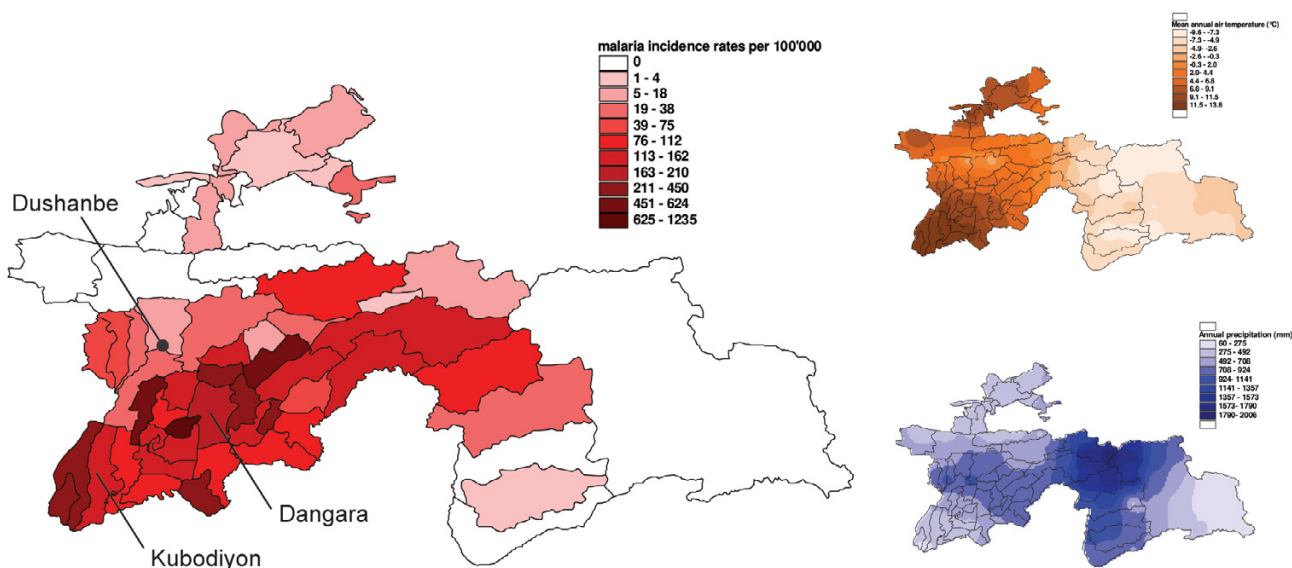 malaria incidence rates per 100'000
0
1 - 4
5 - 18
19 - 38
39 - 75
76 - 112
113 - 162
163 - 210
211 - 450
451 - 624
625 - 1235
Dushanbe
Dangara
Kubodiyon
Mean annual air temperature (°C)
-9.6 - -7.3
-7.3 - -4.9
-4.9 - -2.6
-2.6 - -0.3
-0.3 - 2.0
2.0- 4.4
4.4 - 6.8
6.8 - 9.1
9.1 - 11.5
11.5 - 13.8
Annual precipitation (mm)
60 - 275
275 - 492
492 - 708
708 - 924
924- 1141
1141 - 1357
1357 - 1573
1573- 1790
1790- 2006